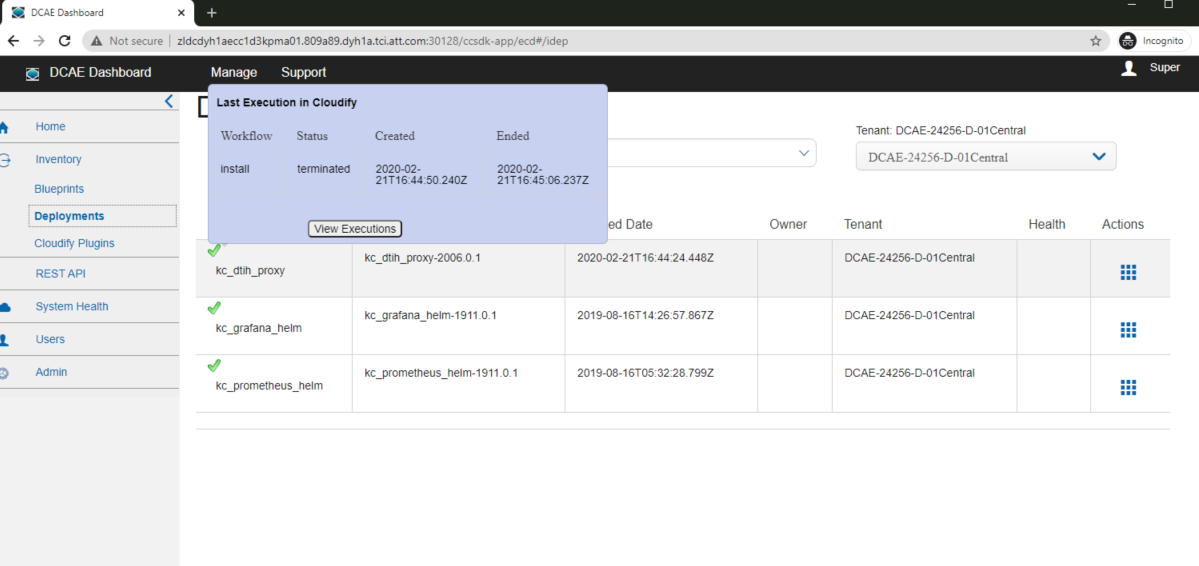 DCAE Dashboard
Not secure | zldcdyh1aecc1d3kpma01.809a89.dyh1a.tci.att.com:30128/ccsdk-app/ecd#/idep
Incognito
DCAE Dashboard
Manage
Support
Super
Home
Inventory
Blueprints
Deployments
Cloudify Plugins
REST API
System Health
Users
Admin
Last Execution in Cloudify
Workflow Status Created Ended
install terminated 2020-02-21T16:44:50.240Z 2020-02-21T16:45:06.237Z
View Executions
Tenant: DCAE-24256-D-01Central
DCAE-24256-D-01Central
ed Date Owner Tenant Health Actions
kc_dtih_proxy kc_dtih_proxy-2006.0.1 2020-02-21T16:44:24.448Z DCAE-24256-D-01Central
kc_grafana_helm kc_grafana_helm-1911.0.1 2019-08-16T14:26:57.867Z DCAE-24256-D-01Central
kc_prometheus_helm kc_prometheus_helm-1911.0.1 2019-08-16T05:32:28.799Z DCAE-24256-D-01Central